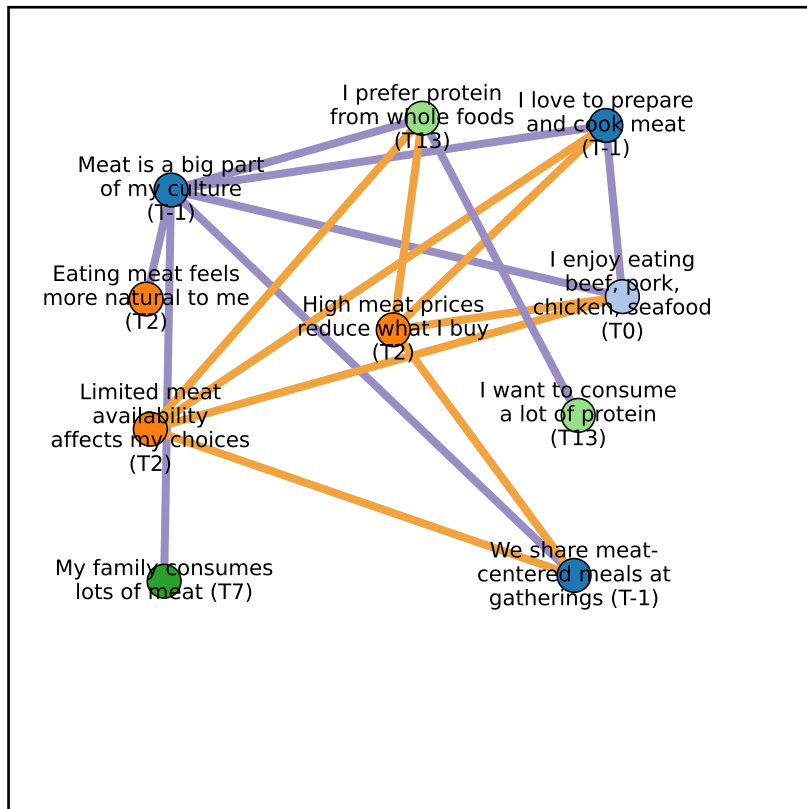 I prefer protein
from whole foods
(T13)
I love to prepare
and cook meat
(T-1)
Meat is a big part
of my culture
(T-1)
Eating meat feels
more natural to me
(T2)
High meat prices
reduce what I buy
(T2)
I enjoy eating
beef, pork,
chicken, seafood
(T0)
Limited meat
availability
affects my choices
(T2)
I want to consume
a lot of protein
(T13)
My family consumes
lots of meat (T7)
We share meat-
centered meals at
gatherings (T-1)